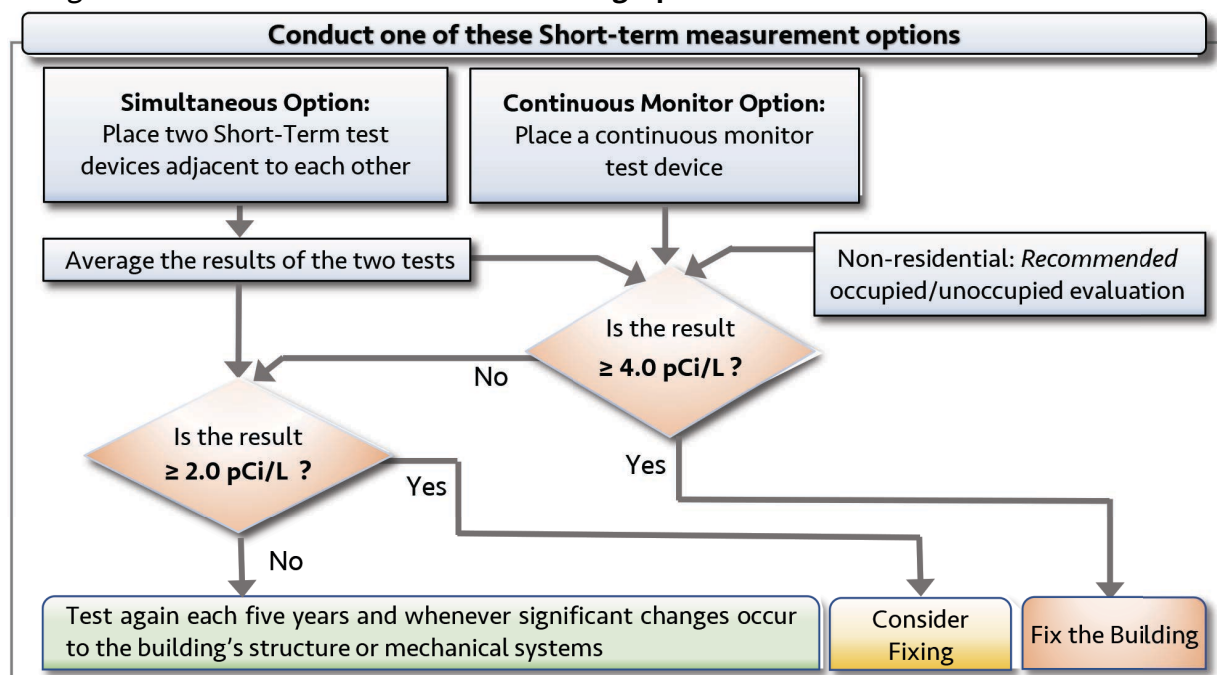 Conduct one of these Short-term measurement options
Simultaneous Option:
Place two Short-Term test
devices adjacent to each other
Continuous Monitor Option:
Place a continuous monitor
test device
Average the results of the two tests
Non-residential: Recommended
occupied/unoccupied evaluation
Is the result
≥ 4.0 pCi/L ?
No
Yes
Is the result
≥ 2.0 pCi/L ?
Yes
No
Test again each five years and whenever significant changes occur
to the building's structure or mechanical systems
Consider
Fixing
Fix the Building